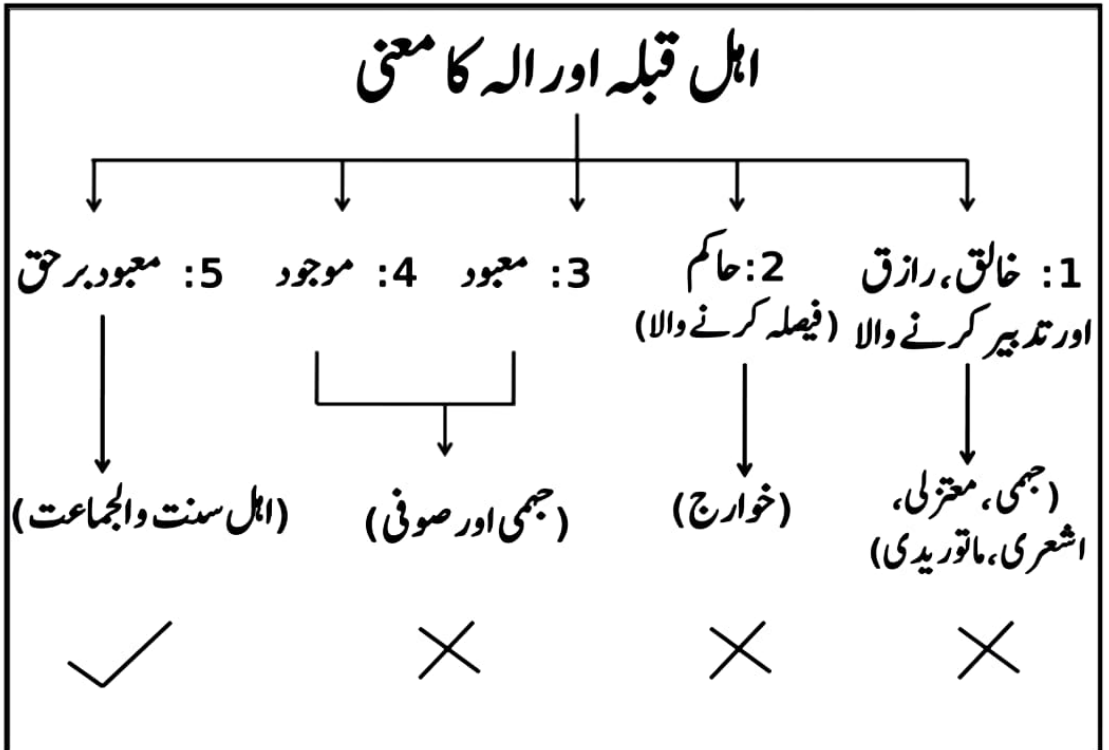 اہل قبلہ اور الہ کا معنی
1: خالق، رازق
اور تدبیر کرنے والا
2: حاکم
(فیصلہ کرنے والا)
3: معبود
4: موجود
5: معبود برحق
(جہمی، معتزلی،
اشعری، ماتوریدی)
(خوارج)
(جہمی اور صوفی)
(اہل سنت والجماعت)